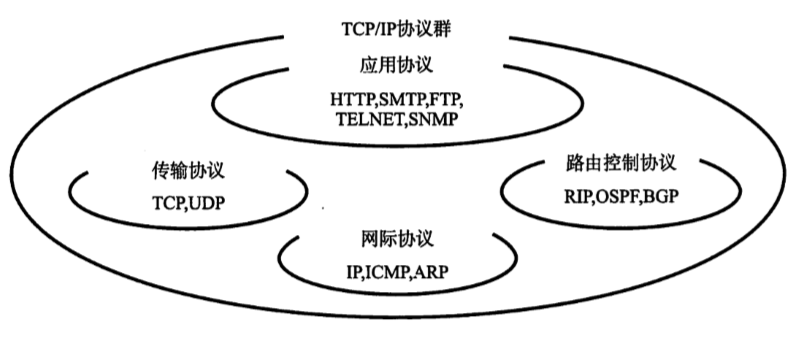 TCP/IP协议群
应用协议
HTTP,SMTP,FTP,
TELNET,SNMP
传输协议
TCP,UDP
路由控制协议
RIP,OSPF,BGP
网际协议
IP,ICMP,ARP